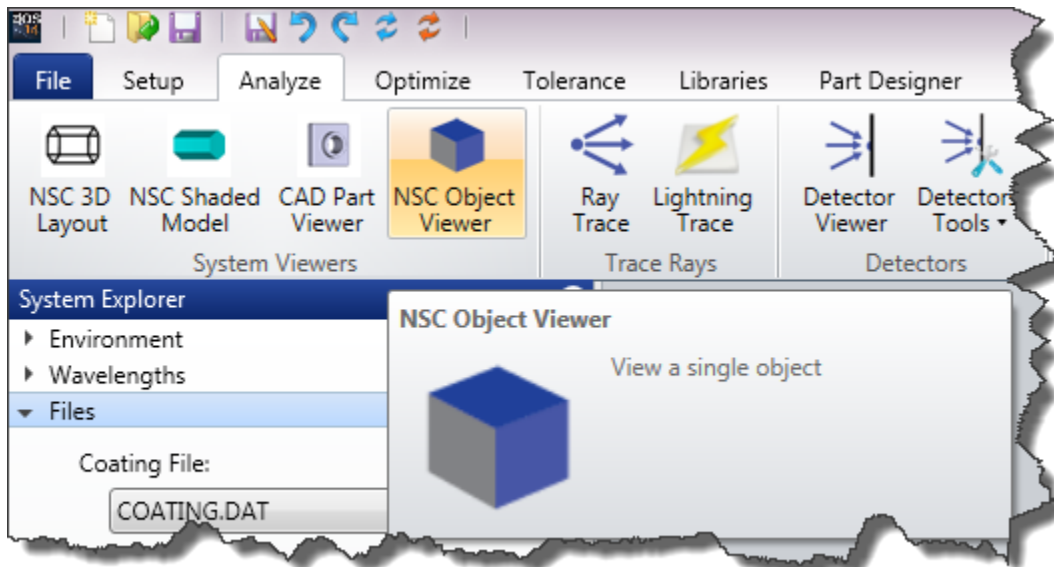 File Setup Analyze Optimize Tolerance Libraries Part Designer
NSC 3D Layout
NSC Shaded Model
CAD Part Viewer
NSC Object Viewer
Ray Trace
Lightning Trace
Detector Viewer
Detector Tools
System Viewers
Trace Rays
Detectors
System Explorer
Environment
Wavelengths
Files
Coating File:
COATING.DAT
NSC Object Viewer
View a single object